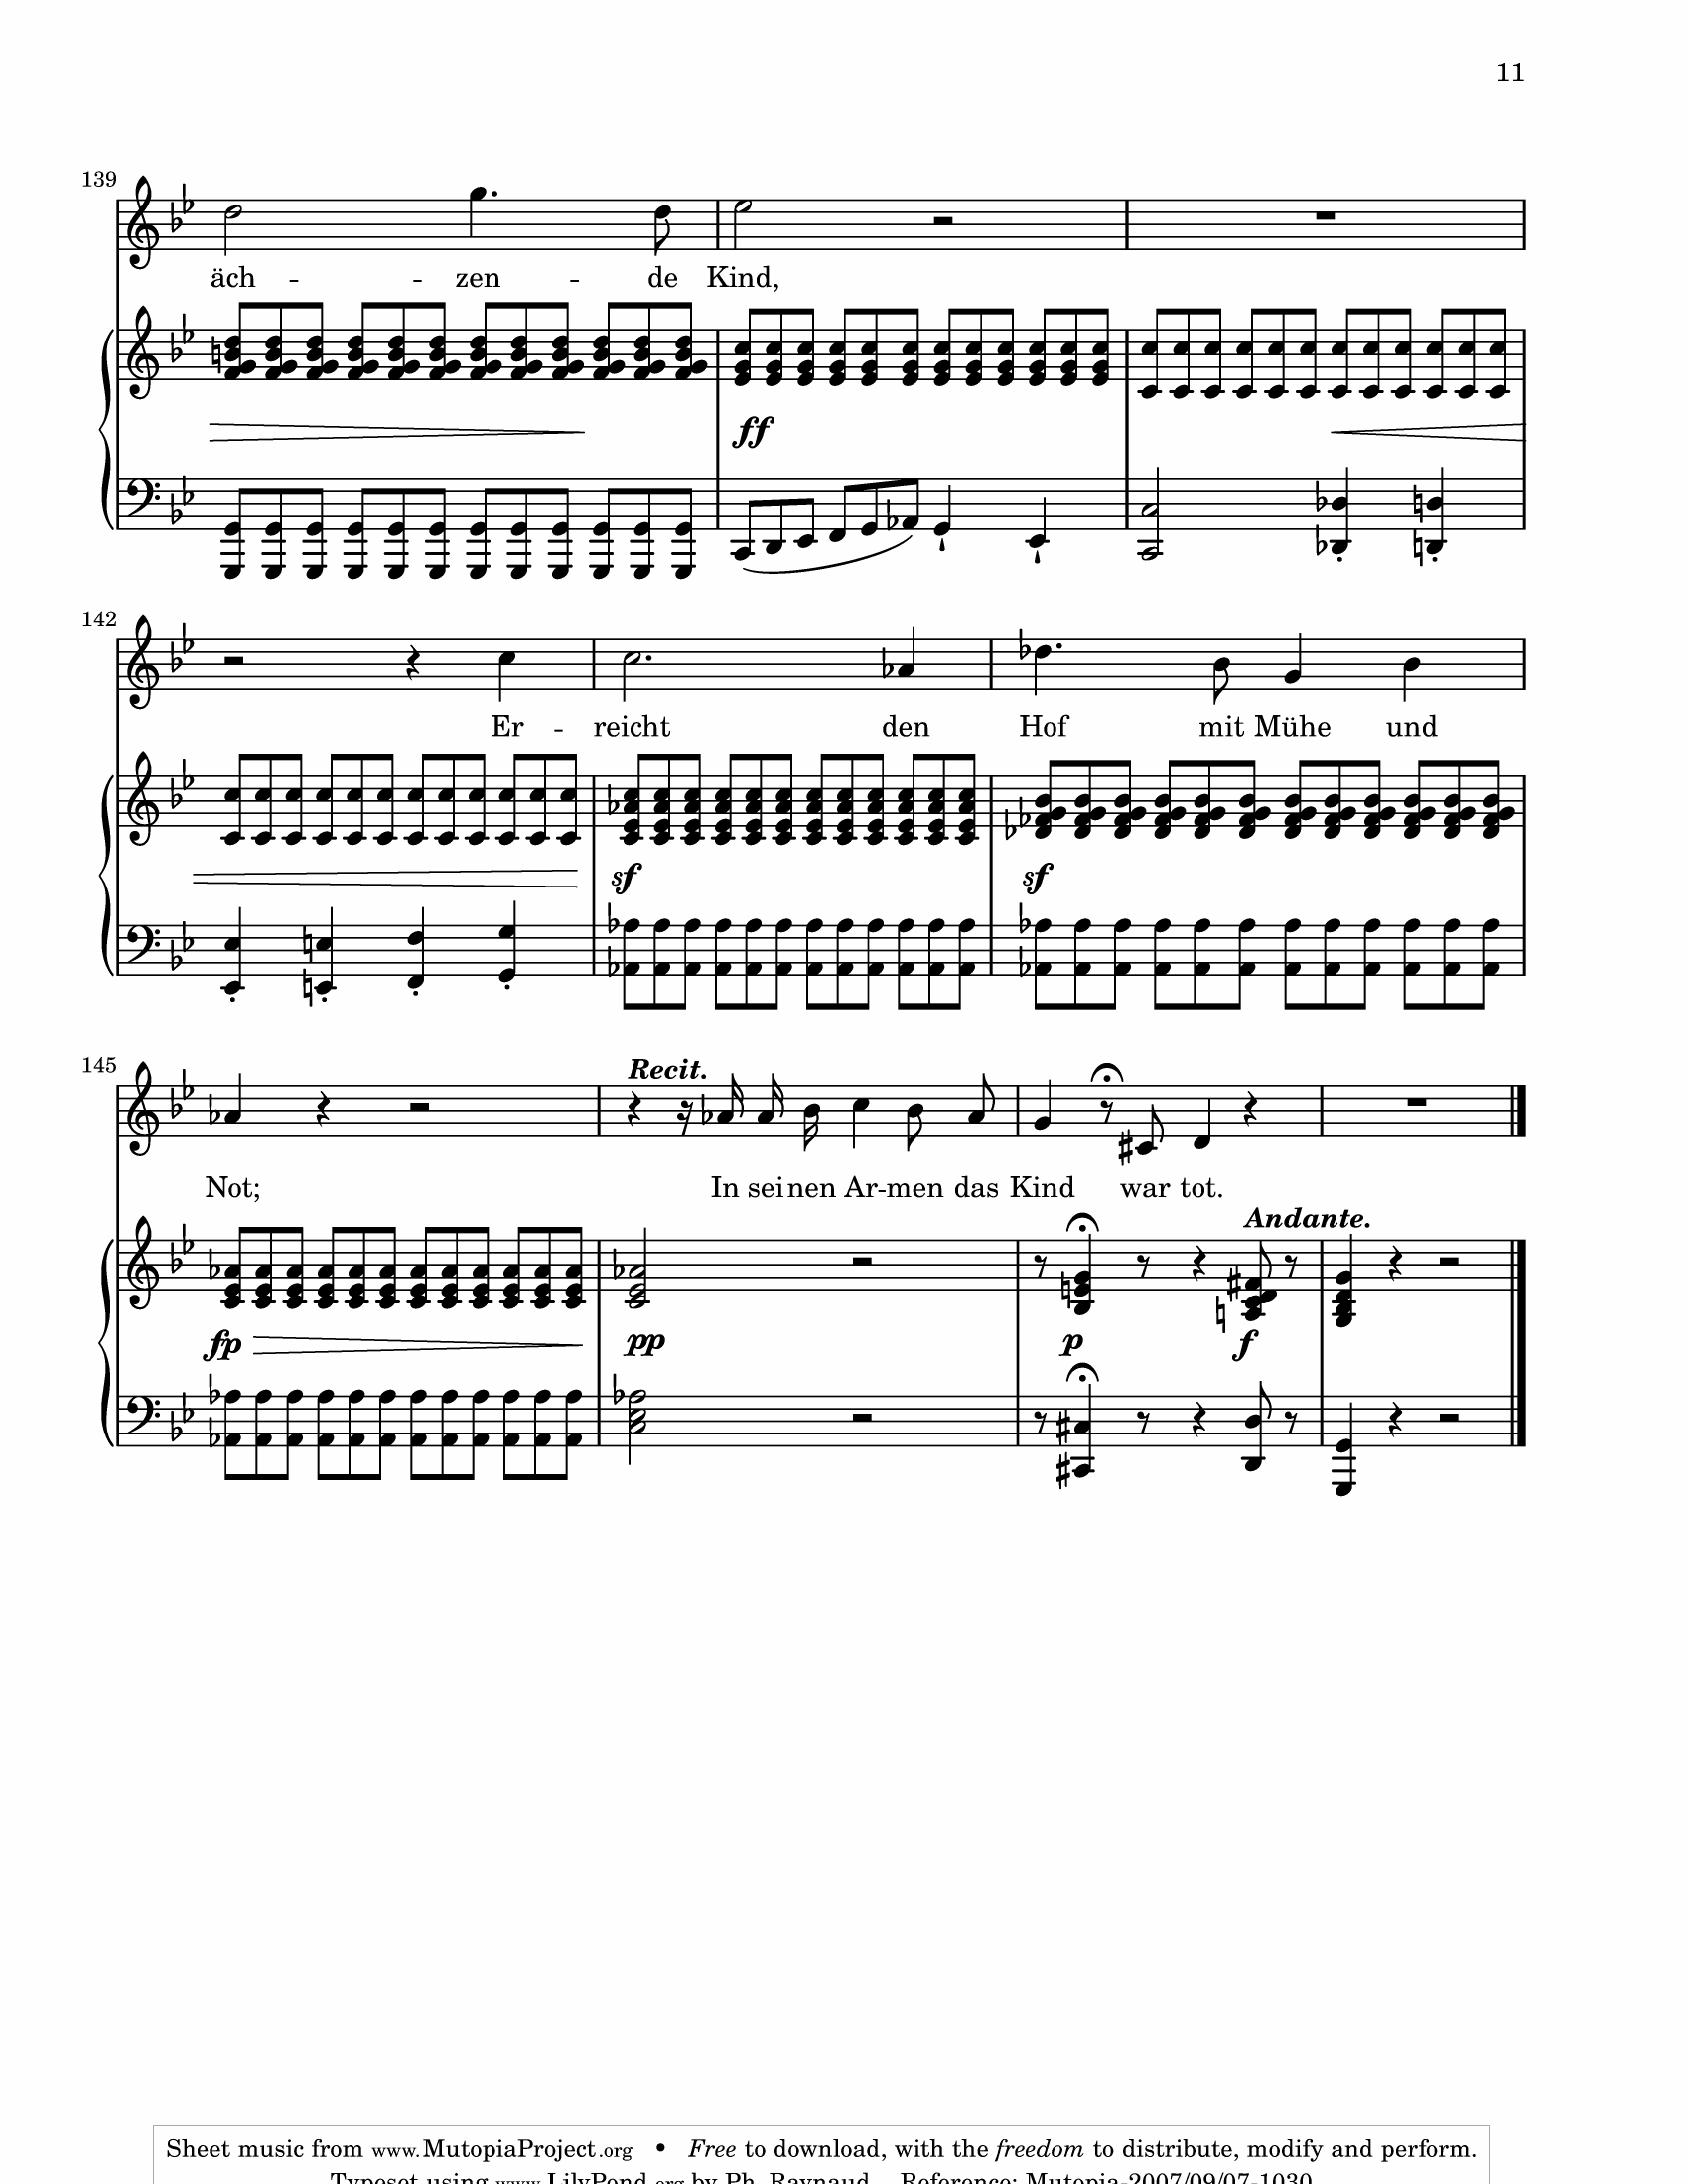 11
139
äch - - zen - de Kind,
ff
142
Er - reicht den Hof mit Mühe und
sf sf
145
Recit.
Not; In sei-nen Ar-men das Kind war tot.
Andante.
fp pp p f
Sheet music from www.MutopiaProject.org • Free to download, with the freedom to distribute, modify and perform.
Typeset using www.LilyPond.org by Ph. Raynaud. Reference: Mutopia-2007/09/07-1030